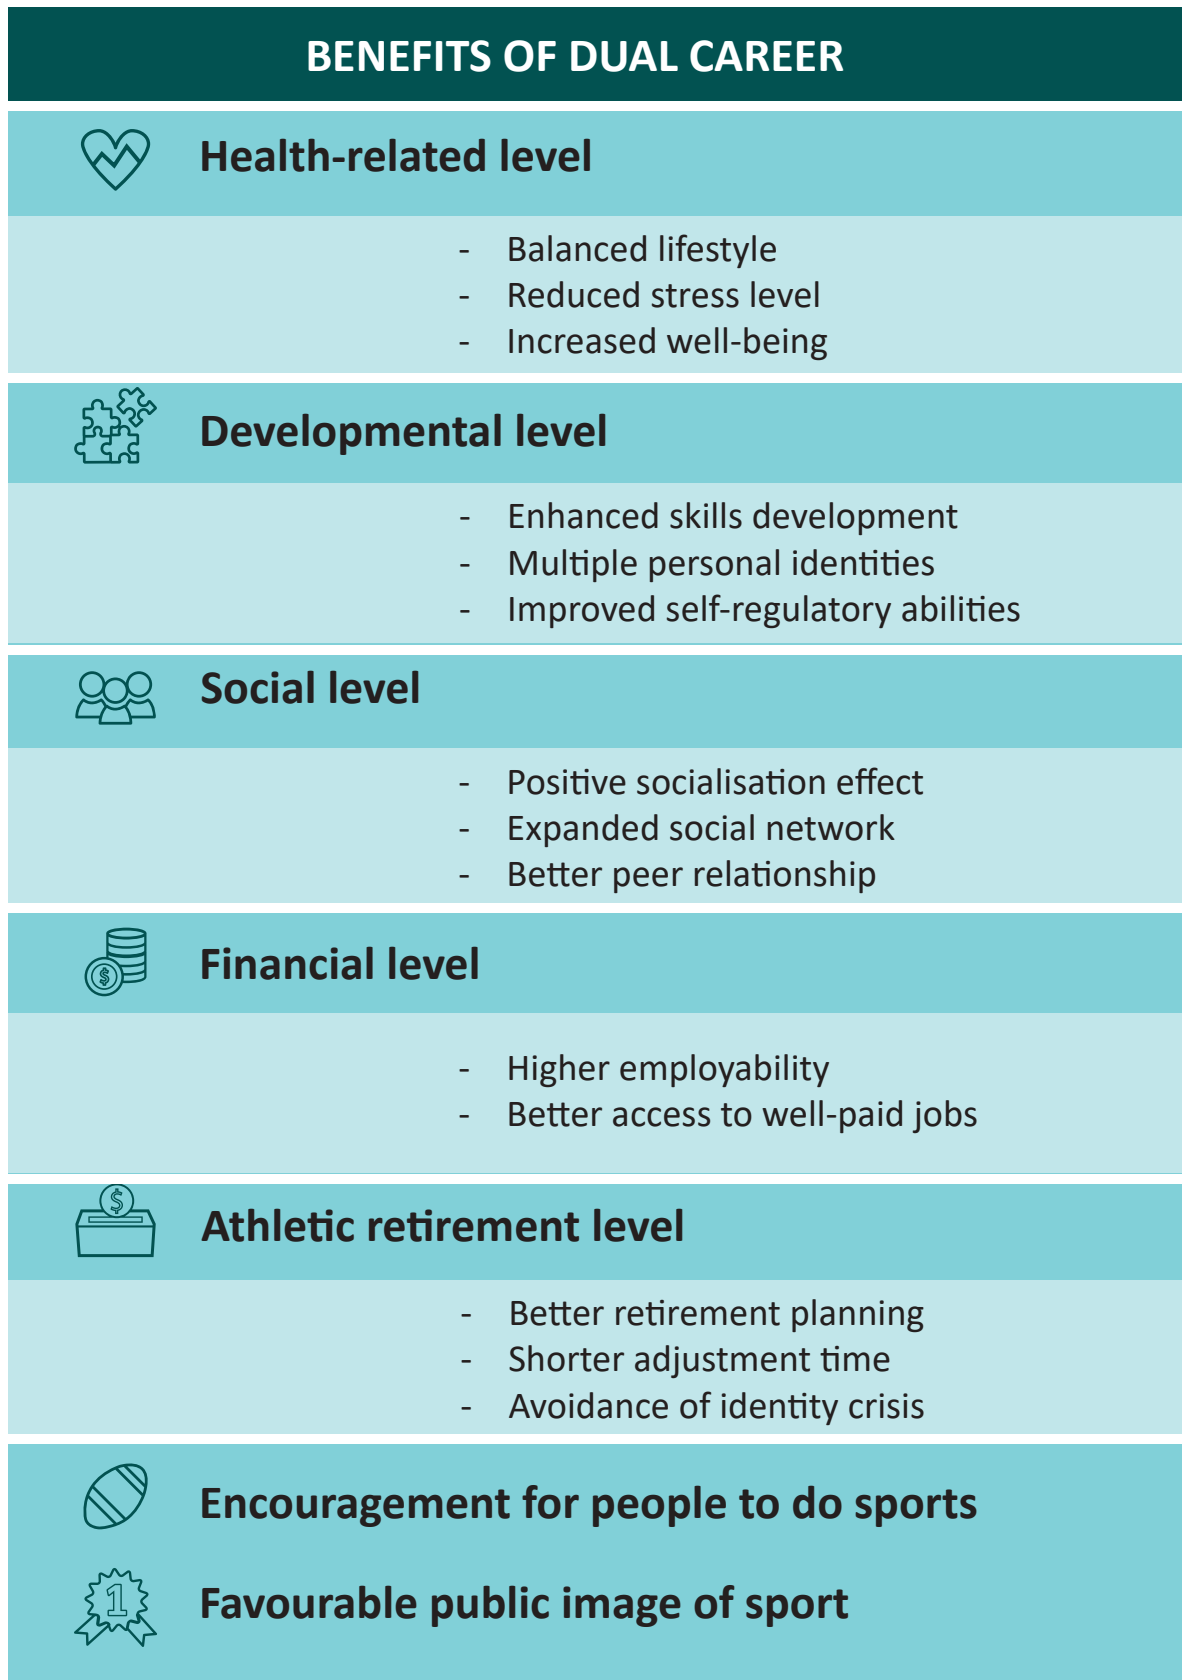 BENEFITS OF DUAL CAREER
Health-related level
- Balanced lifestyle
- Reduced stress level
- Increased well-being
Developmental level
- Enhanced skills development
- Multiple personal identities
- Improved self-regulatory abilities
Social level
- Positive socialisation effect
- Expanded social network
- Better peer relationship
$
Financial level
- Higher employability
- Better access to well-paid jobs
$
Athletic retirement level
- Better retirement planning
- Shorter adjustment time
- Avoidance of identity crisis
Encouragement for people to do sports
1
Favourable public image of sport